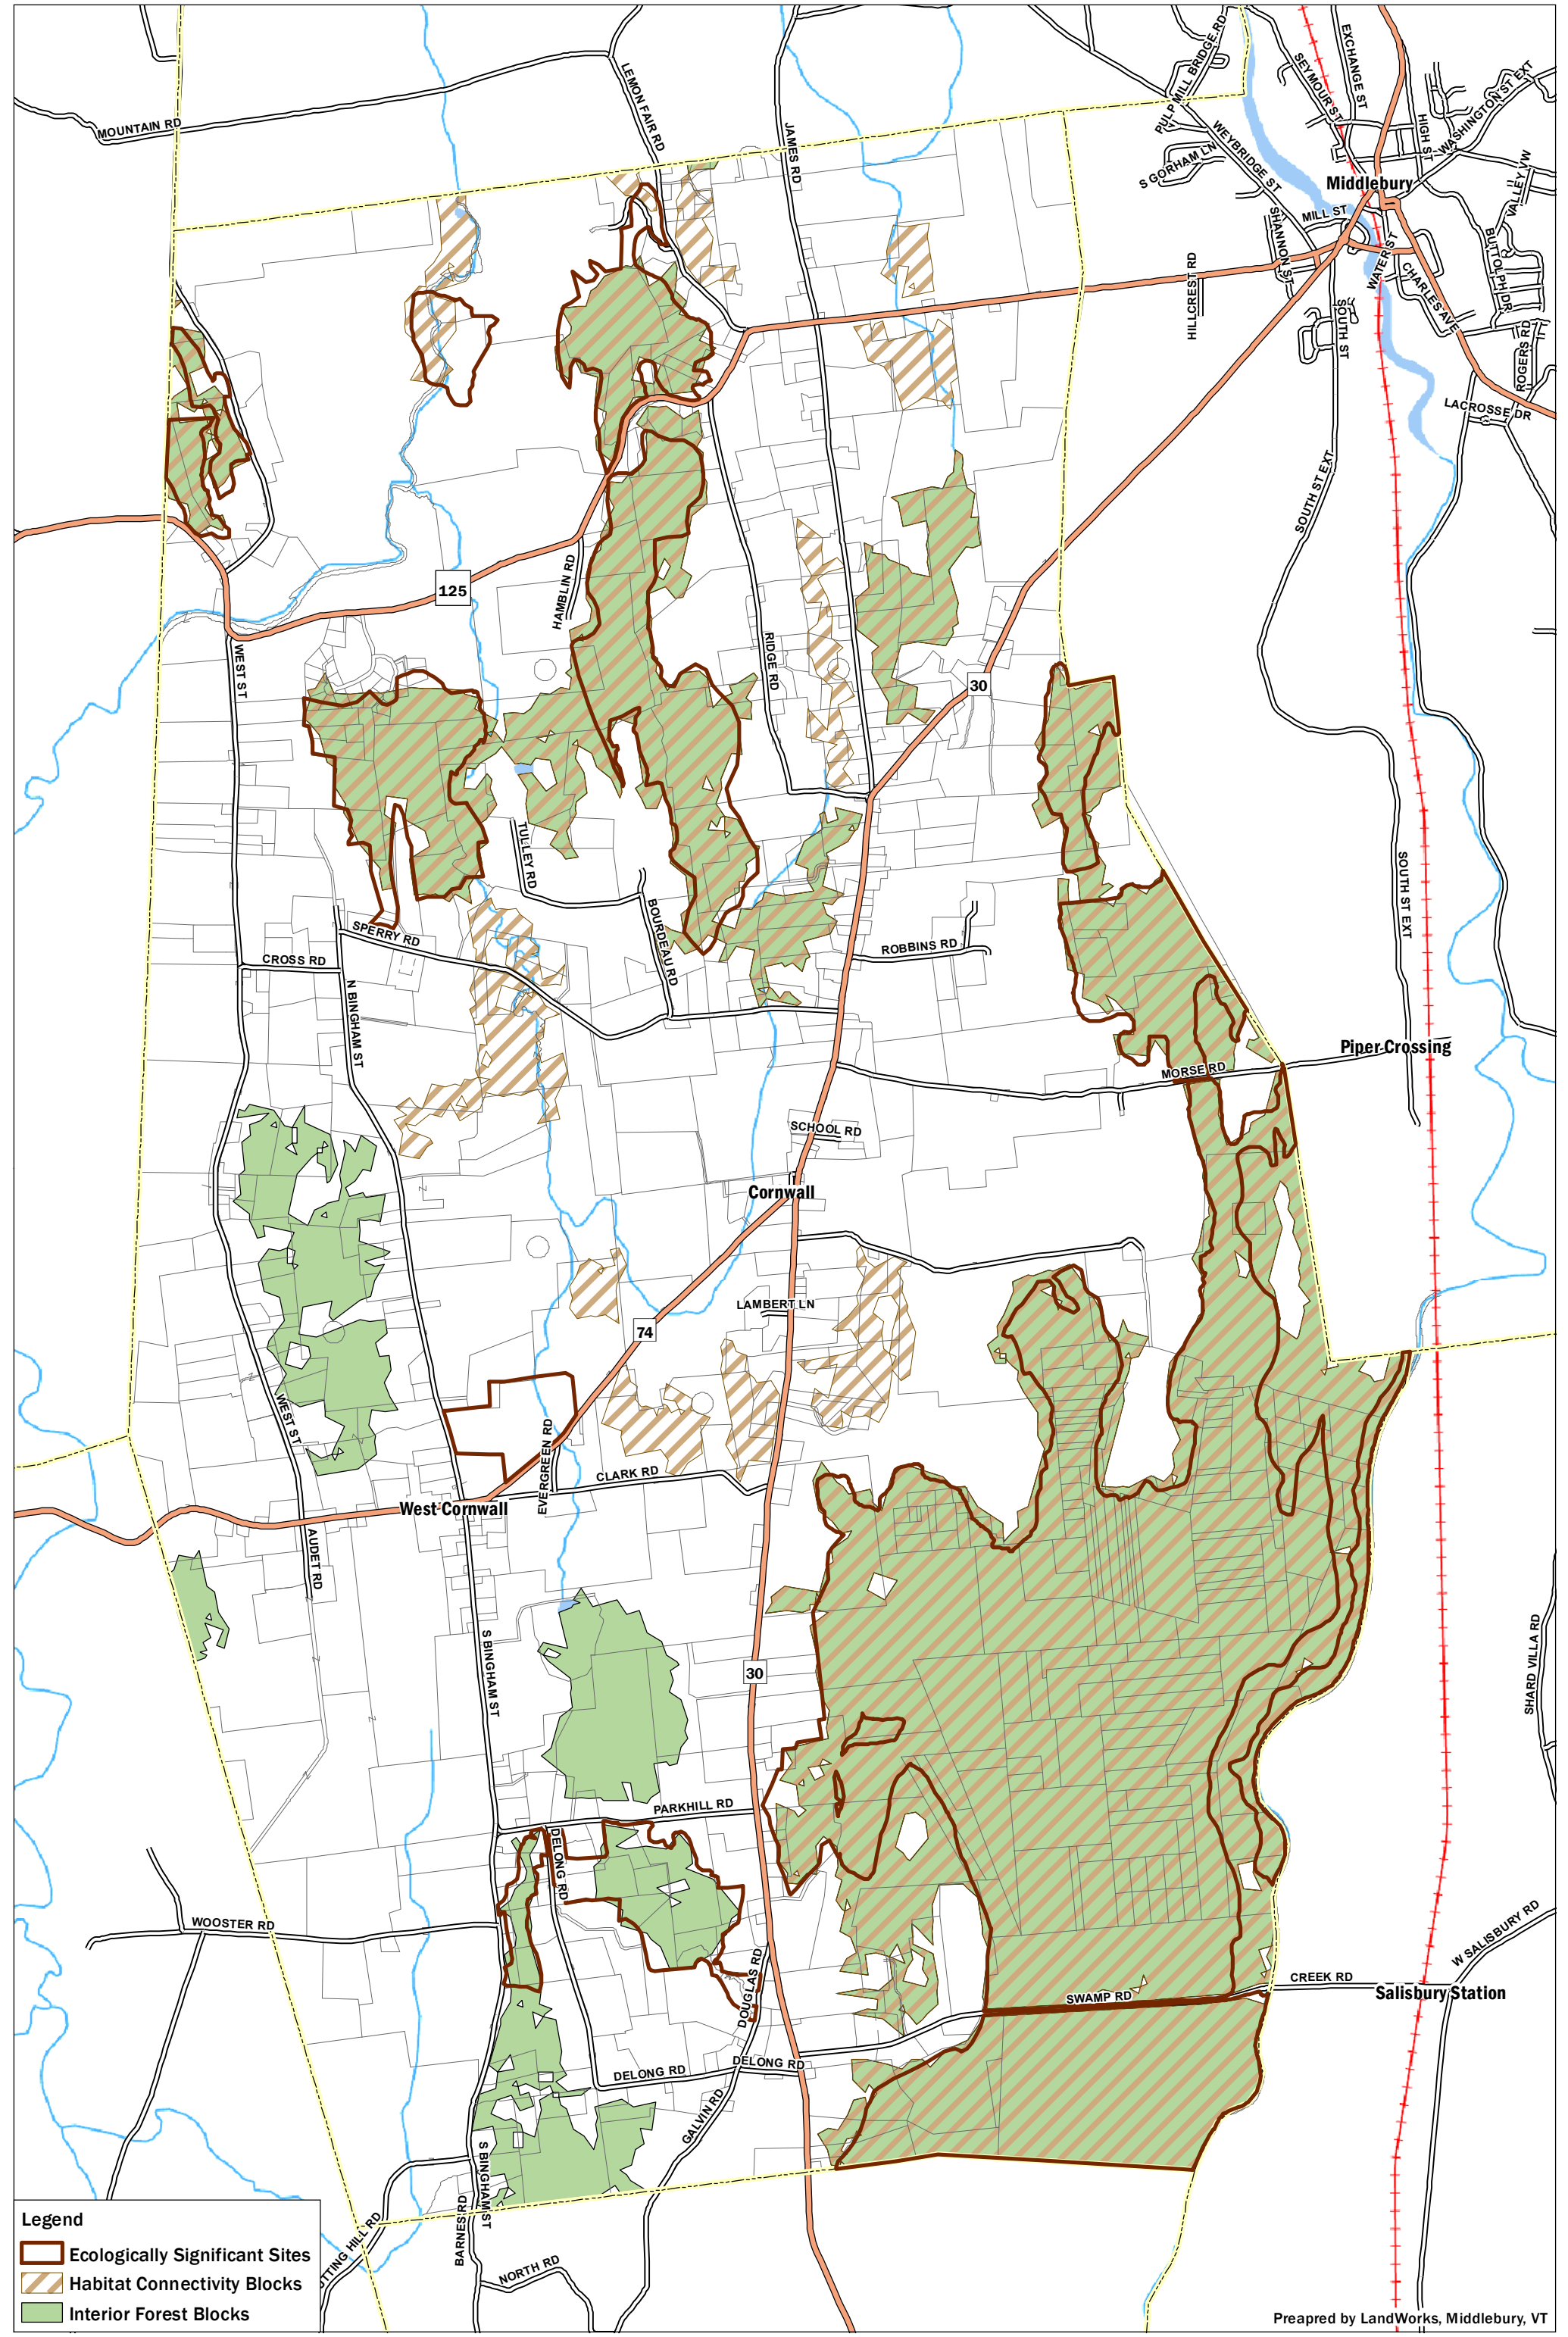 MOUNTAIN RD
LEMON FAIR RD
JAMES RD
PULP MILL BRIDGE RD
SEYMOUR ST
EXCHANGE ST
HIGH ST
WASHINGTON ST EXT
WEYBRIDGE ST
S GORHAM LN
Middlebury
VALLEY VW
MILL ST
SHANNON ST
WATER ST
BUTTOLPH DR
CHARLES AVE
HILLCREST RD
SOUTH ST
ROGERS RD
LACROSSE DR
SOUTH ST EXT
125
HAMBLIN RD
WEST ST
RIDGE RD
30
TULLEY RD
BOURDEAU RD
SOUTH ST EXT
SPERRY RD
CROSS RD
ROBBINS RD
N BINGHAM ST
Piper Crossing
MORSE RD
SCHOOL RD
Cornwall
LAMBERT LN
74
WEST ST
EVERGREEN RD
CLARK RD
West Cornwall
AUDET RD
S BINGHAM ST
30
SHARD VILLA RD
PARKHILL RD
DELONG RD
WOOSTER RD
W SALISBURY RD
DOUGLAS RD
CREEK RD
SWAMP RD
Salisbury Station
DELONG RD
DELONG RD
GALVIN RD
S BINGHAM ST
BARNES RD
TTING HILL RD
NORTH RD
Legend
Ecologically Significant Sites
Habitat Connectivity Blocks
Interior Forest Blocks
Preapred by LandWorks, Middlebury, VT